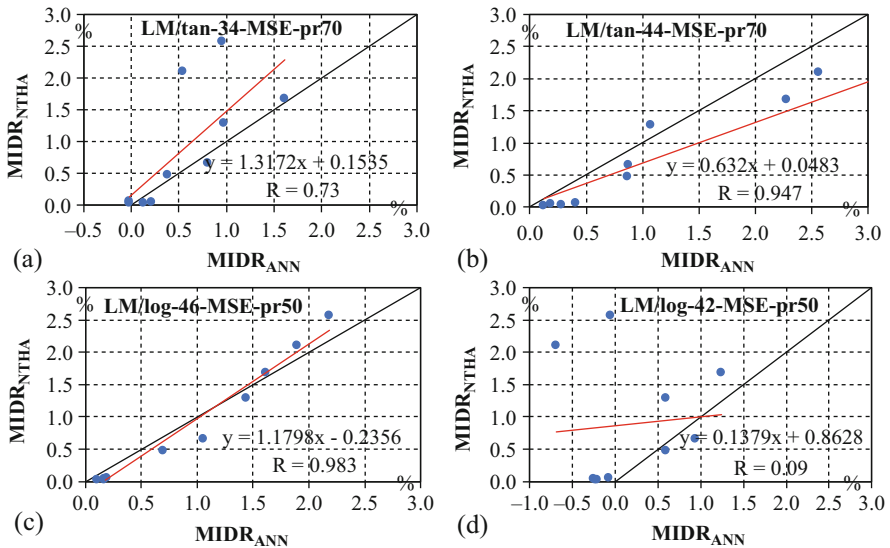 %
LM/tan-34-MSE-pr70
3.0
2.5
2.0
1.5
1.0
0.5
0.0
MIDR_NTHA
y = 1.3172x + 0.1535
R = 0.73
%
−0.5 0.0 0.5 1.0 1.5 2.0 2.5 3.0
(a)
MIDR_ANN
%
LM/tan-44-MSE-pr70
3.0
2.5
2.0
1.5
1.0
0.5
0.0
MIDR_NTHA
y = 0.632x + 0.0483
R = 0.947
%
0.0 0.5 1.0 1.5 2.0 2.5 3.0
(b)
MIDR_ANN
%
LM/log-46-MSE-pr50
3.0
2.5
2.0
1.5
1.0
0.5
0.0
MIDR_NTHA
y = 1.1798x - 0.2356
R = 0.983
%
0.0 0.5 1.0 1.5 2.0 2.5 3.0
(c)
MIDR_ANN
%
LM/log-42-MSE-pr50
3.0
2.5
2.0
1.5
1.0
0.5
0.0
MIDR_NTHA
y = 0.1379x + 0.8628
R = 0.09
%
−1.0 −0.5 0.0 0.5 1.0 1.5 2.0 2.5 3.0
(d)
MIDR_ANN